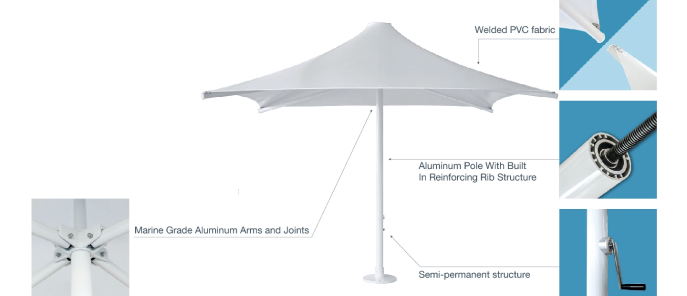 Welded PVC fabric
Aluminum Pole With Built
In Reinforcing Rib Structure
Marine Grade Aluminum Arms and Joints
Semi-permanent structure